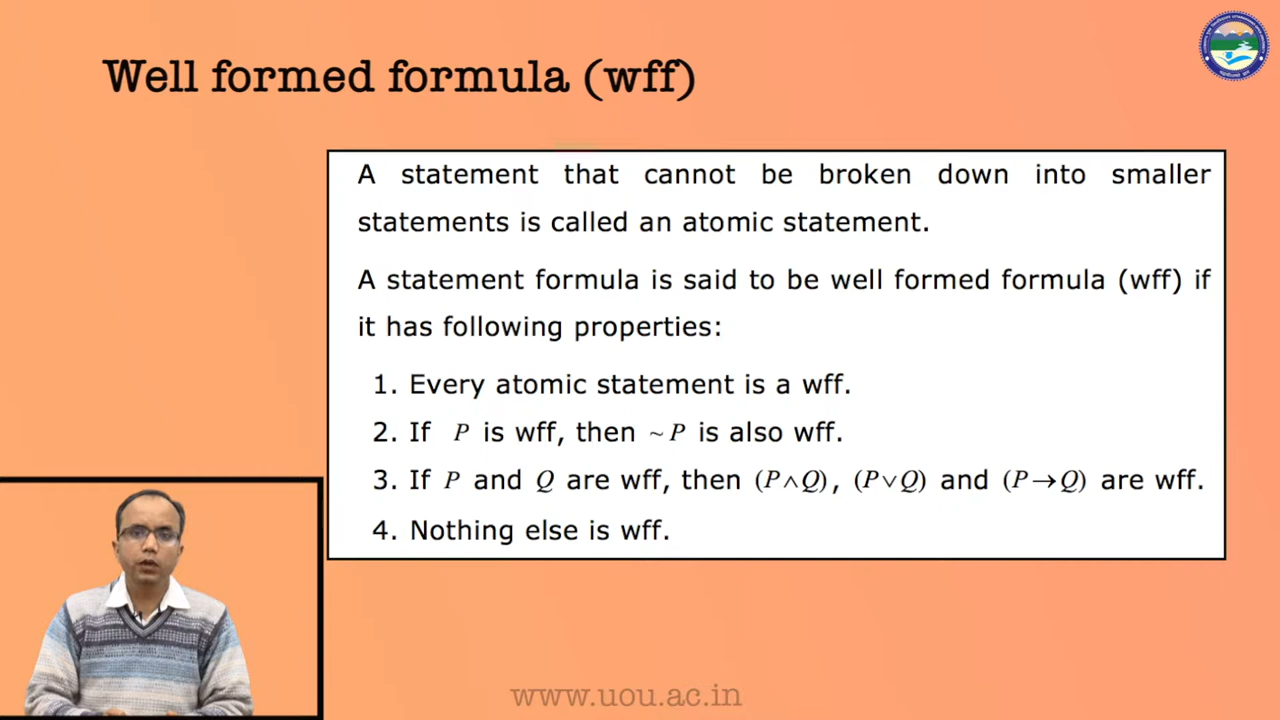 Well formed formula (wff)
A statement that cannot be broken down into smaller
statements is called an atomic statement.
A statement formula is said to be well formed formula (wff) if
it has following properties:
1. Every atomic statement is a wff.
2. If P is wff, then ~ P is also wff.
3. If P and Q are wff, then (P∧Q), (P∨Q) and (P→Q) are wff.
4. Nothing else is wff.
www.uou.ac.in